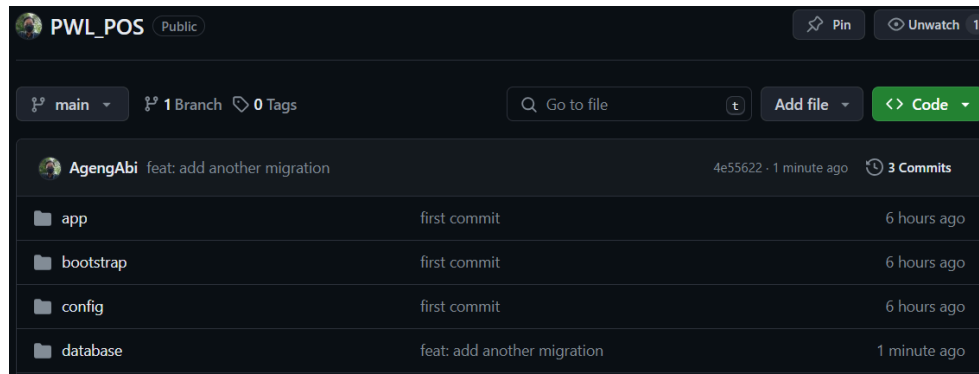 PWL_POS Public Pin Unwatch 1
main 1 Branch 0 Tags Go to file t Add file Code
AgengAbi feat: add another migration 4e55622 · 1 minute ago 3 Commits
app first commit 6 hours ago
bootstrap first commit 6 hours ago
config first commit 6 hours ago
database feat: add another migration 1 minute ago